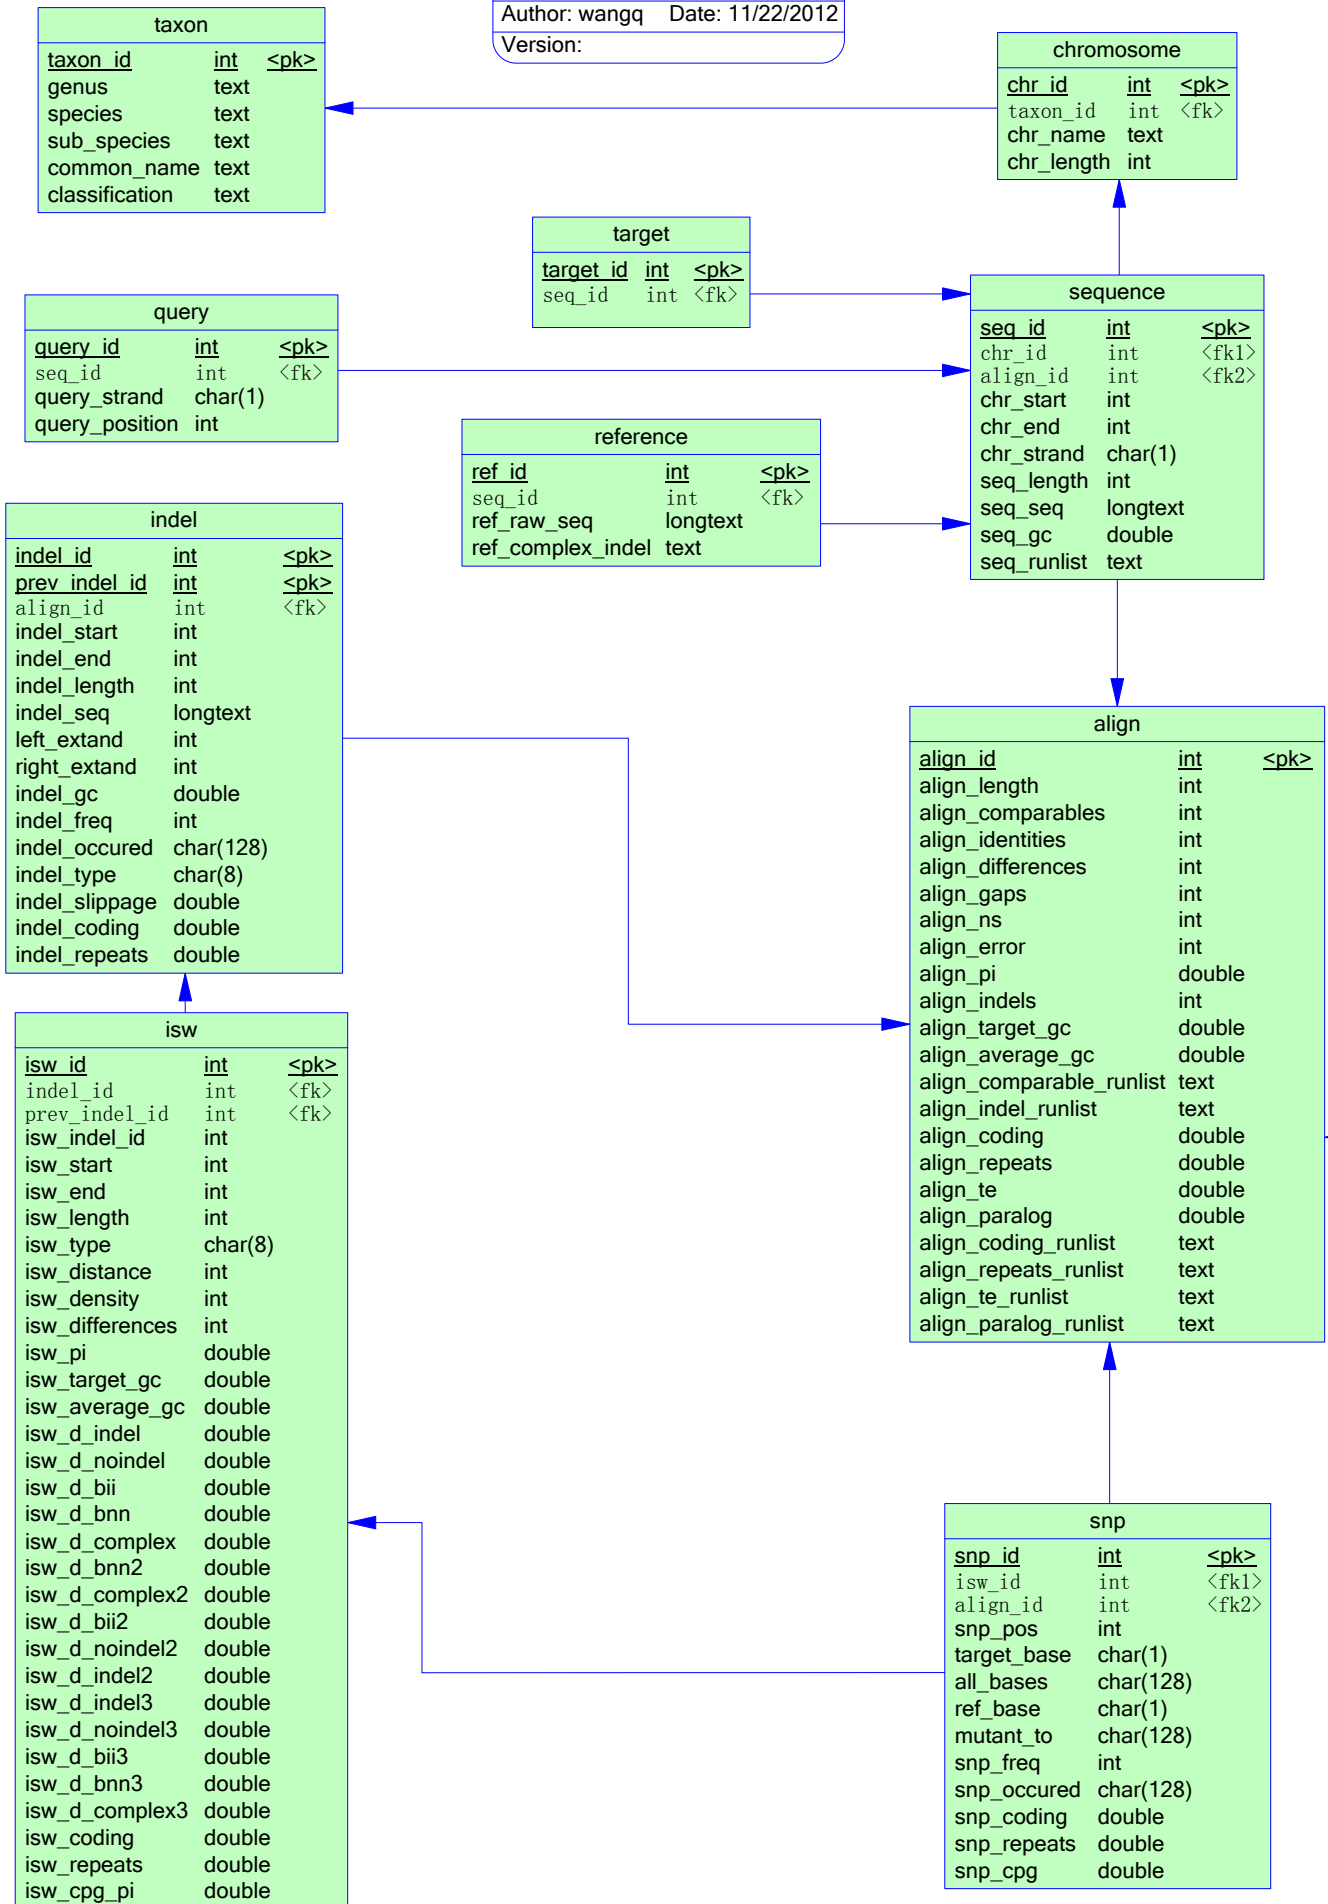 Author: wangq Date: 11/22/2012
Version:
taxon
taxon_id int <pk>
genus text
species text
sub_species text
common_name text
classification text
chromosome
chr_id int <pk>
taxon_id int <fk>
chr_name text
chr_length int
target
target_id int <pk>
seq_id int <fk>
query
query_id int <pk>
seq_id int <fk>
query_strand char(1)
query_position int
sequence
seq_id int <pk>
chr_id int <fk1>
align_id int <fk2>
chr_start int
chr_end int
chr_strand char(1)
seq_length int
seq_seq longtext
seq_gc double
seq_runlist text
reference
ref_id int <pk>
seq_id int <fk>
ref_raw_seq longtext
ref_complex_indel text
indel
indel_id int <pk>
prev_indel_id int <pk>
align_id int <fk>
indel_start int
indel_end int
indel_length int
indel_seq longtext
left_extand int
right_extand int
indel_gc double
indel_freq int
indel_occured char(128)
indel_type char(8)
indel_slippage double
indel_coding double
indel_repeats double
align
align_id int <pk>
align_length int
align_comparables int
align_identities int
align_differences int
align_gaps int
align_ns int
align_error int
align_pi double
align_indels int
align_target_gc double
align_average_gc double
align_comparable_runlist text
align_indel_runlist text
align_coding double
align_repeats double
align_te double
align_paralog double
align_coding_runlist text
align_repeats_runlist text
align_te_runlist text
align_paralog_runlist text
isw
isw_id int <pk>
indel_id int <fk>
prev_indel_id int <fk>
isw_indel_id int
isw_start int
isw_end int
isw_length int
isw_type char(8)
isw_distance int
isw_density int
isw_differences int
isw_pi double
isw_target_gc double
isw_average_gc double
isw_d_indel double
isw_d_noindel double
isw_d_bii double
isw_d_bnn double
isw_d_complex double
isw_d_bnn2 double
isw_d_complex2 double
isw_d_bii2 double
isw_d_noindel2 double
isw_d_indel2 double
isw_d_indel3 double
isw_d_noindel3 double
isw_d_bii3 double
isw_d_bnn3 double
isw_d_complex3 double
isw_coding double
isw_repeats double
isw_cpg_pi double
snp
snp_id int <pk>
isw_id int <fk1>
align_id int <fk2>
snp_pos int
target_base char(1)
all_bases char(128)
ref_base char(1)
mutant_to char(128)
snp_freq int
snp_occured char(128)
snp_coding double
snp_repeats double
snp_cpg double